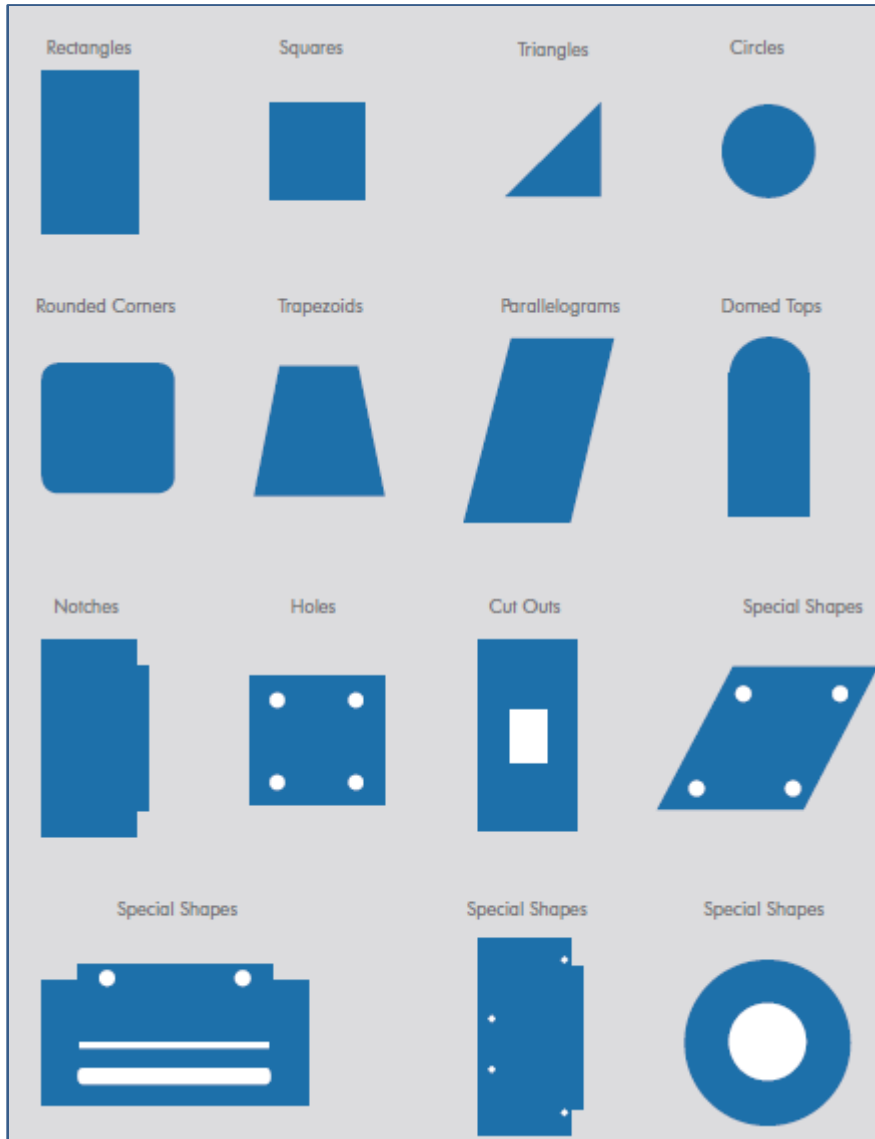 Rectangles
Squares
Triangles
Circles
Rounded Corners
Trapezoids
Parallelograms
Domed Tops
Notches
Holes
Cut Outs
Special Shapes
Special Shapes
Special Shapes
Special Shapes